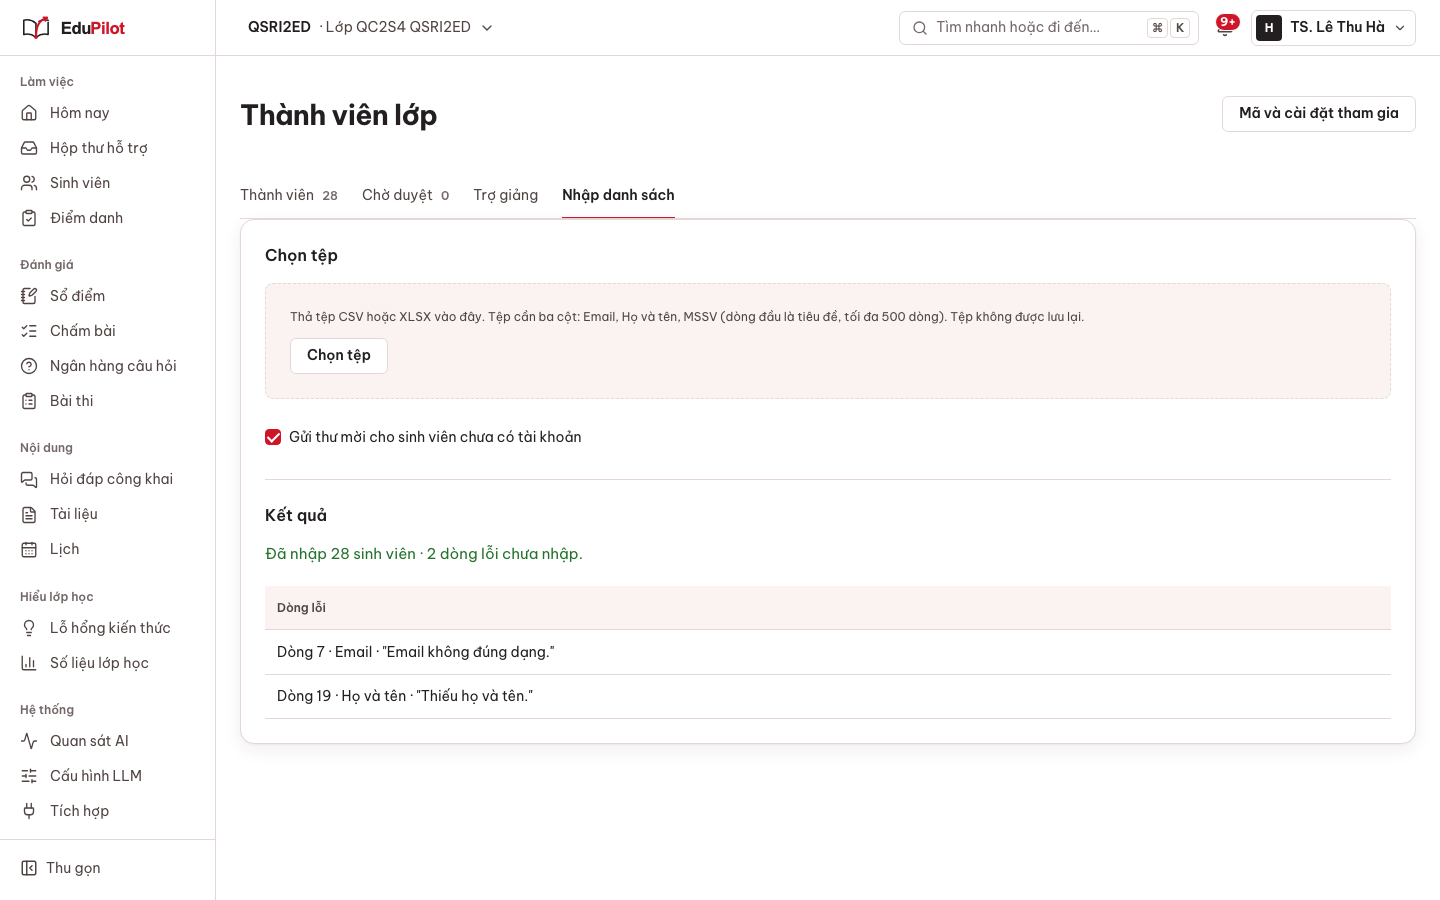 EduPilot
QSRI2ED · Lớp QC2S4 QSRI2ED
Tìm nhanh hoặc đi đến...
⌘ K
9+
H
TS. Lê Thu Hà
Làm việc
Hôm nay
Hộp thư hỗ trợ
Sinh viên
Điểm danh
Đánh giá
Sổ điểm
Chấm bài
Ngân hàng câu hỏi
Bài thi
Nội dung
Hỏi đáp công khai
Tài liệu
Lịch
Hiểu lớp học
Lỗ hổng kiến thức
Số liệu lớp học
Hệ thống
Quan sát AI
Cấu hình LLM
Tích hợp
Thu gọn
Thành viên lớp
Mã và cài đặt tham gia
Thành viên 28 Chờ duyệt 0 Trợ giảng Nhập danh sách
Chọn tệp
Thả tệp CSV hoặc XLSX vào đây. Tệp cần ba cột: Email, Họ và tên, MSSV (dòng đầu là tiêu đề, tối đa 500 dòng). Tệp không được lưu lại.
Chọn tệp
Gửi thư mời cho sinh viên chưa có tài khoản
Kết quả
Đã nhập 28 sinh viên · 2 dòng lỗi chưa nhập.
Dòng lỗi
Dòng 7 · Email · "Email không đúng dạng."
Dòng 19 · Họ và tên · "Thiếu họ và tên."